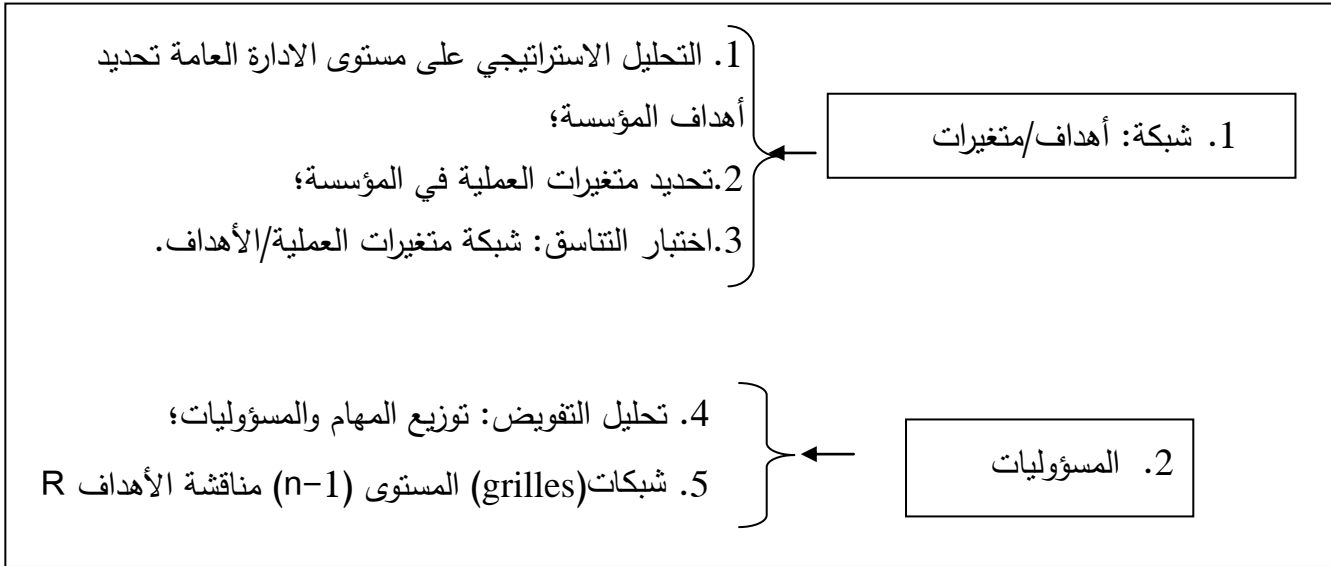 1. شبكة: أهداف/متغيرات
1. التحليل الاستراتيجي على مستوى الادارة العامة تحديد
أهداف المؤسسة؛
2.تحديد متغيرات العملية في المؤسسة؛
3.اختبار التناسق: شبكة متغيرات العملية/الأهداف.
2. المسؤوليات
4. تحليل التفويض: توزيع المهام والمسؤوليات؛
5. شبكات(grilles) المستوى (n-1) مناقشة الأهداف R